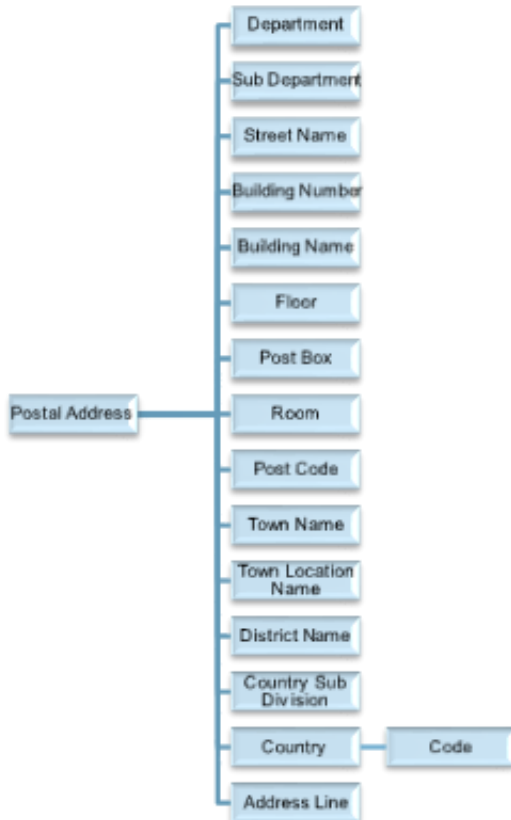 Department
Sub Department
Street Name
Building Number
Building Name
Floor
Post Box
Postal Address
Room
Post Code
Town Name
Town Location
Name
District Name
Country Sub
Division
Country
Code
Address Line